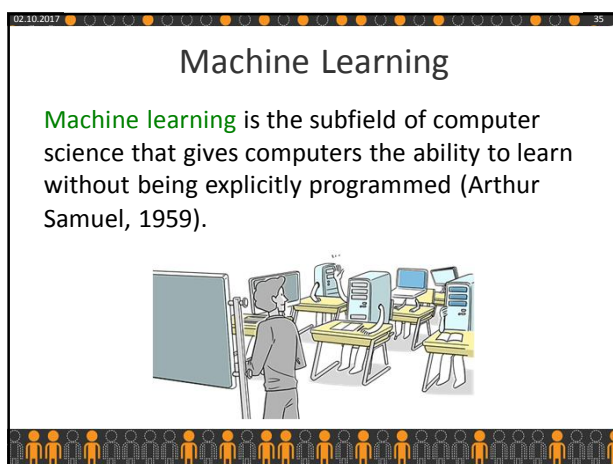 02.10.2017
35
Machine Learning
Machine learning is the subfield of computer
science that gives computers the ability to learn
without being explicitly programmed (Arthur
Samuel, 1959).